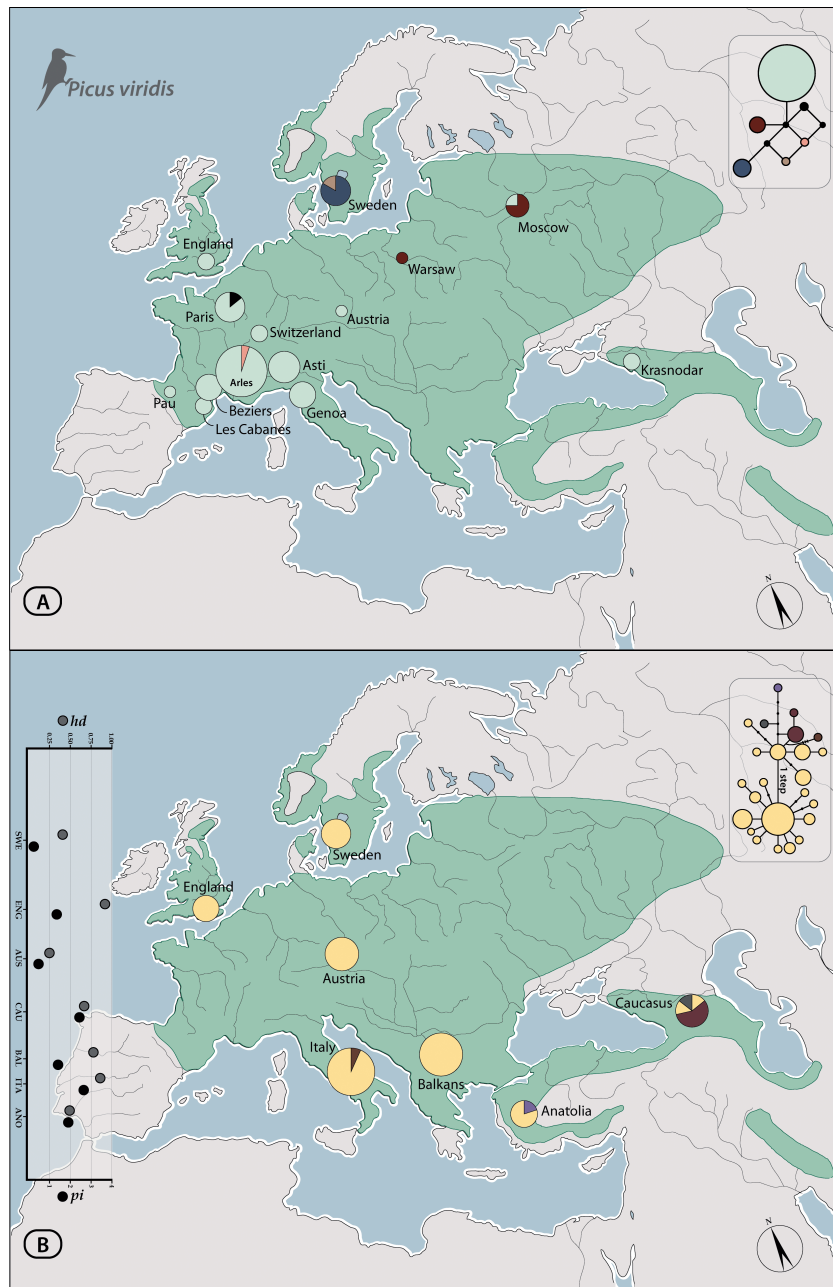 Picus viridis
Sweden
Moscow
England
Warsaw
Paris
Austria
Switzerland
Asti
Arles
Krasnodar
Pau
Beziers
Genoa
Les Cabanes
N
A
hd
0,25
0,50
0,75
1,00
1 step
SWE
Sweden
England
ENG
AUS
Austria
CAU
Caucasus
Italy
BAL
Balkans
ITA
ANO
Anatolia
pi
N
B